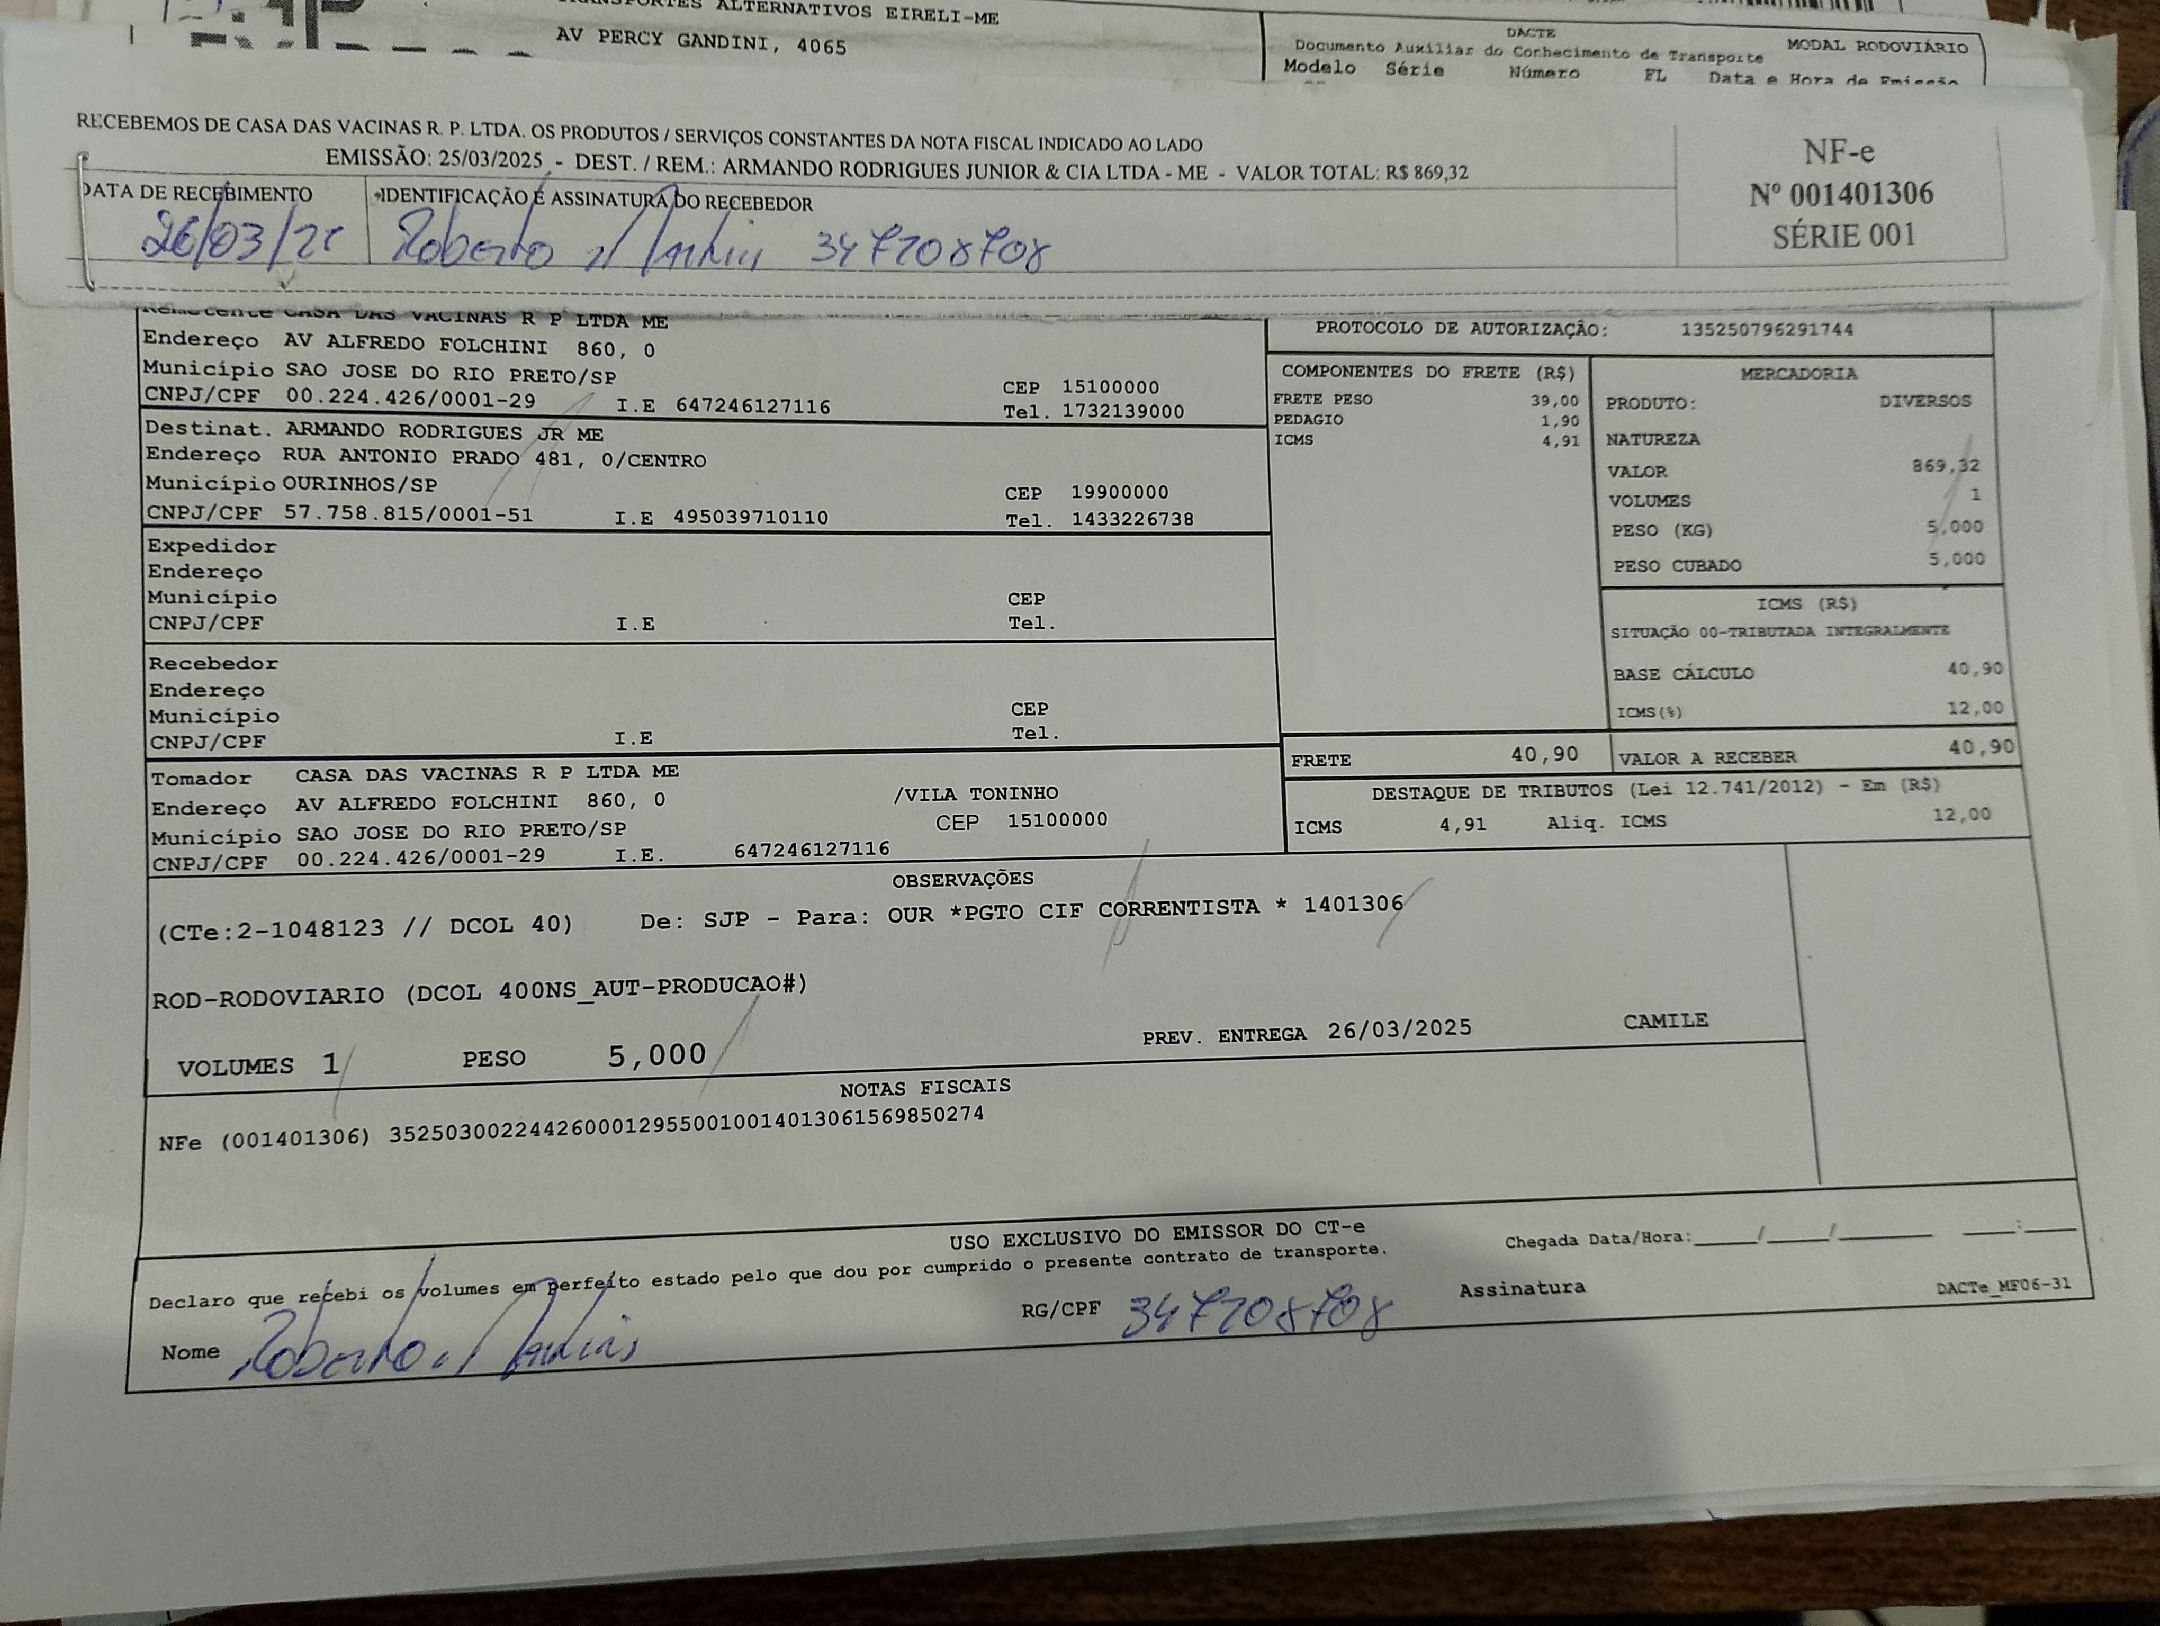 ALTERNATIVOS EIRELI-ME
AV PERCY GANDINI, 4065
DACTE
Documento Auxiliar do Conhecimento de Transporte
MODAL RODOVIÁRIO
Modelo Série Número FL Data e Hora de Emissão
RECEBEMOS DE CASA DAS VACINAS R. P. LTDA. OS PRODUTOS / SERVIÇOS CONSTANTES DA NOTA FISCAL INDICADO AO LADO
EMISSÃO: 25/03/2025 - DEST. / REM.: ARMANDO RODRIGUES JUNIOR & CIA LTDA - ME - VALOR TOTAL: R$ 869,32
NF-e
Nº 001401306
SÉRIE 001
DATA DE RECEBIMENTO
IDENTIFICAÇÃO E ASSINATURA DO RECEBEDOR
26/03/25 Roberto 347708708
Remetente CASA DAS VACINAS R P LTDA ME
Endereço AV ALFREDO FOLCHINI 860, 0
Município SAO JOSE DO RIO PRETO/SP CEP 15100000
CNPJ/CPF 00.224.426/0001-29 I.E 647246127116 Tel. 1732139000
Destinat. ARMANDO RODRIGUES JR ME
Endereço RUA ANTONIO PRADO 481, 0/CENTRO
Município OURINHOS/SP CEP 19900000
CNPJ/CPF 57.758.815/0001-51 I.E 495039710110 Tel. 1433226738
Expedidor
Endereço
Município CEP
CNPJ/CPF I.E Tel.
Recebedor
Endereço
Município CEP
CNPJ/CPF I.E Tel.
Tomador CASA DAS VACINAS R P LTDA ME
Endereço AV ALFREDO FOLCHINI 860, 0 /VILA TONINHO
Município SAO JOSE DO RIO PRETO/SP CEP 15100000
CNPJ/CPF 00.224.426/0001-29 I.E. 647246127116
PROTOCOLO DE AUTORIZAÇÃO: 135250796291744
COMPONENTES DO FRETE (R$)
FRETE PESO 39,00
PEDAGIO 1,90
ICMS 4,91
MERCADORIA
PRODUTO: DIVERSOS
NATUREZA
VALOR 869,32
VOLUMES 1
PESO (KG) 5,000
PESO CUBADO 5,000
ICMS (R$)
SITUAÇÃO 00-TRIBUTADA INTEGRALMENTE
BASE CÁLCULO 40,90
ICMS(%) 12,00
FRETE 40,90 VALOR A RECEBER 40,90
DESTAQUE DE TRIBUTOS (Lei 12.741/2012) - Em (R$)
ICMS 4,91 Aliq. ICMS 12,00
OBSERVAÇÕES
(CTe:2-1048123 // DCOL 40) De: SJP - Para: OUR *PGTO CIF CORRENTISTA * 1401306
ROD-RODOVIARIO (DCOL 400NS_AUT-PRODUCAO#)
VOLUMES 1 PESO 5,000 PREV. ENTREGA 26/03/2025 CAMILE
NOTAS FISCAIS
NFe (001401306) 35250300224426000129550010014013061569850274
USO EXCLUSIVO DO EMISSOR DO CT-e
Declaro que recebi os volumes em perfeito estado pelo que dou por cumprido o presente contrato de transporte.
Chegada Data/Hora:____/____/______ ____:____
Nome Roberto RG/CPF 347708708 Assinatura
DACTe_MF06-31